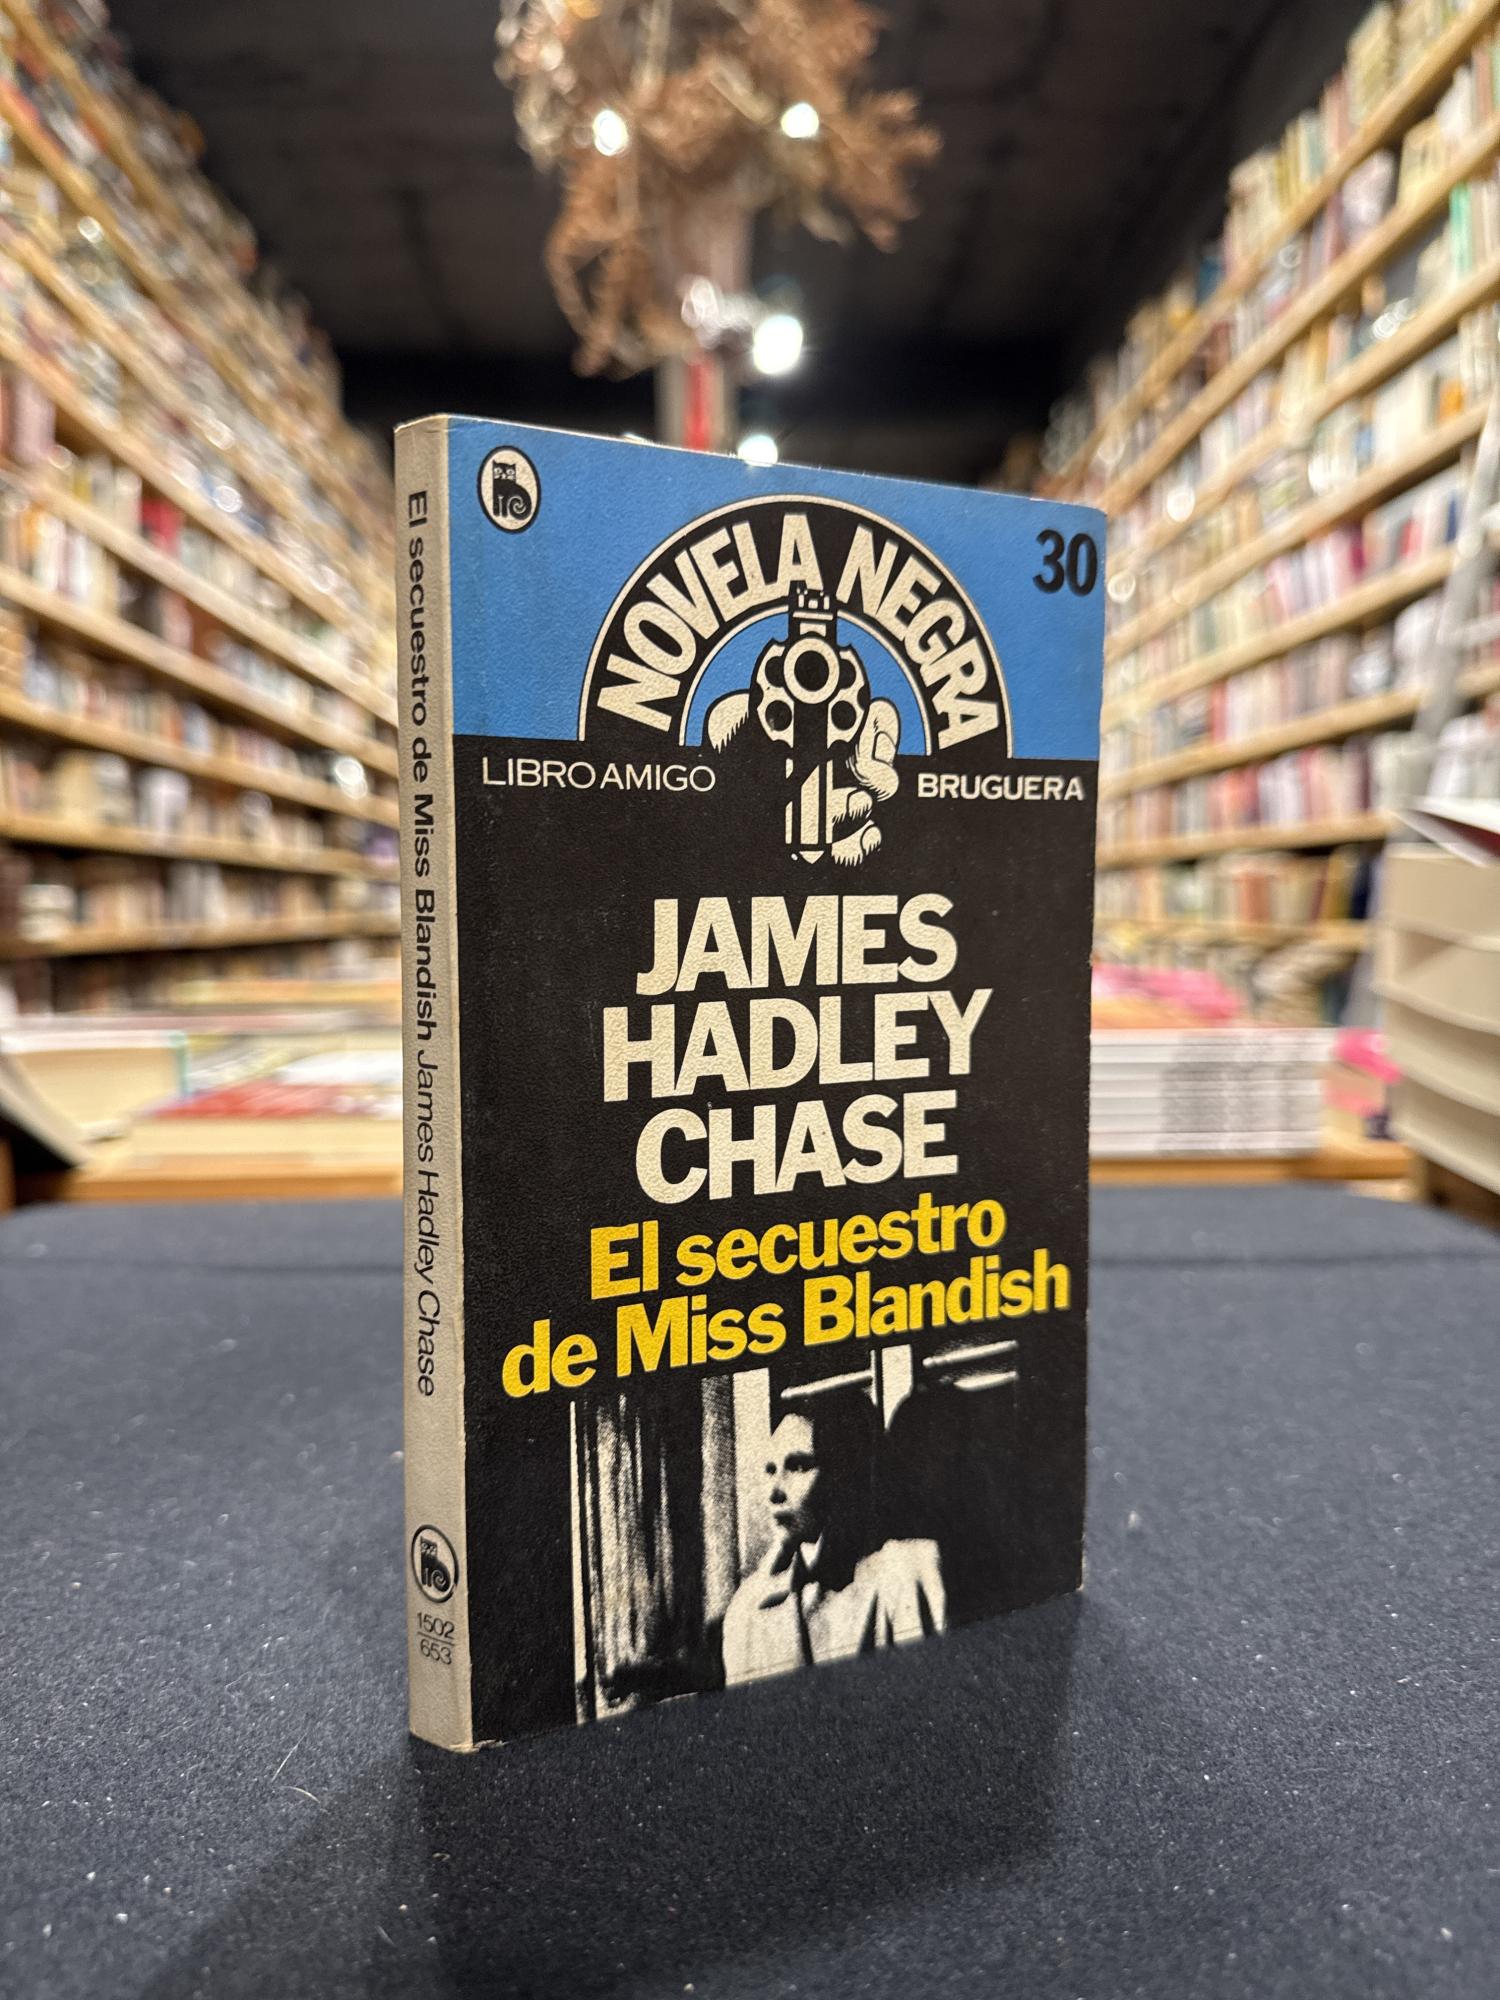 El secuestro de Miss Blandish James Hadley Chase
1502
653
NOVELA NEGRA
30
LIBRO AMIGO
BRUGUERA
JAMES
HADLEY
CHASE
El secuestro
de Miss Blandish